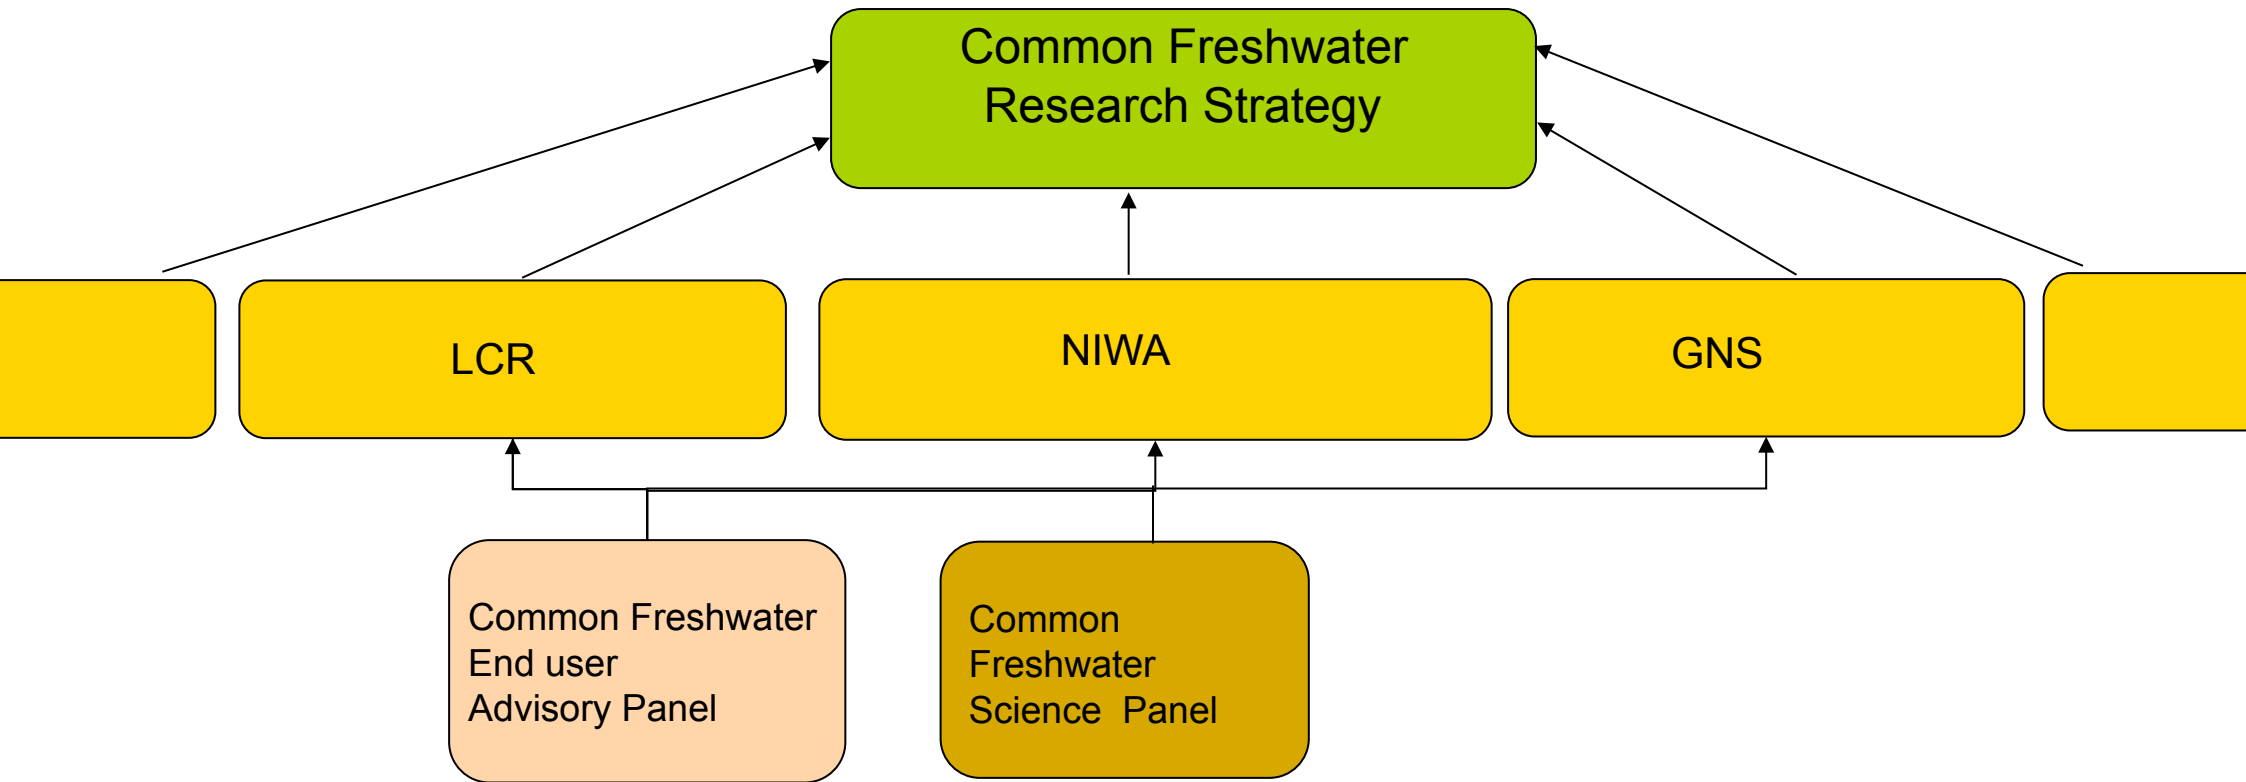 Common Freshwater
Research Strategy
LCR
NIWA
GNS
Common Freshwater
End user
Advisory Panel
Common
Freshwater
Science  Panel